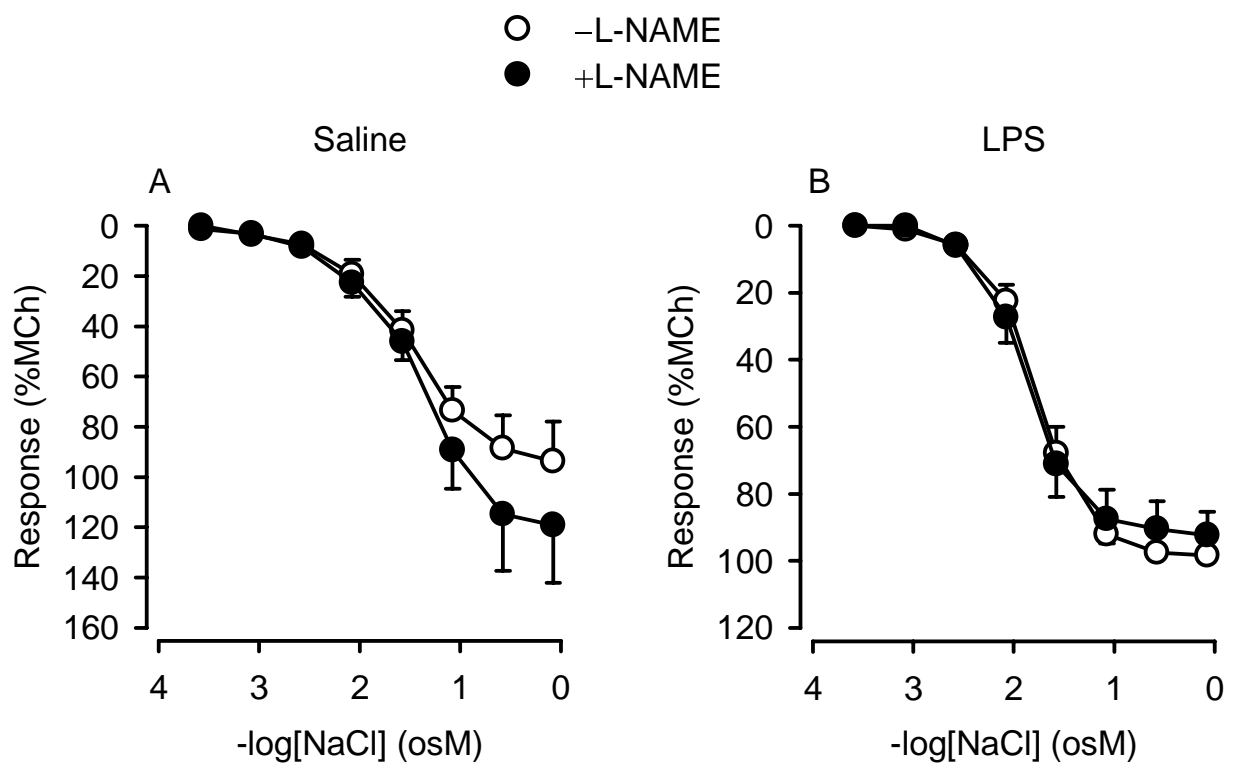 −L-NAME
+L-NAME
Saline
LPS
A
B
Response (%MCh)
0
20
40
60
80
100
120
140
160
4 3 2 1 0
-log[NaCl] (osM)
Response (%MCh)
0
20
40
60
80
100
120
4 3 2 1 0
-log[NaCl] (osM)